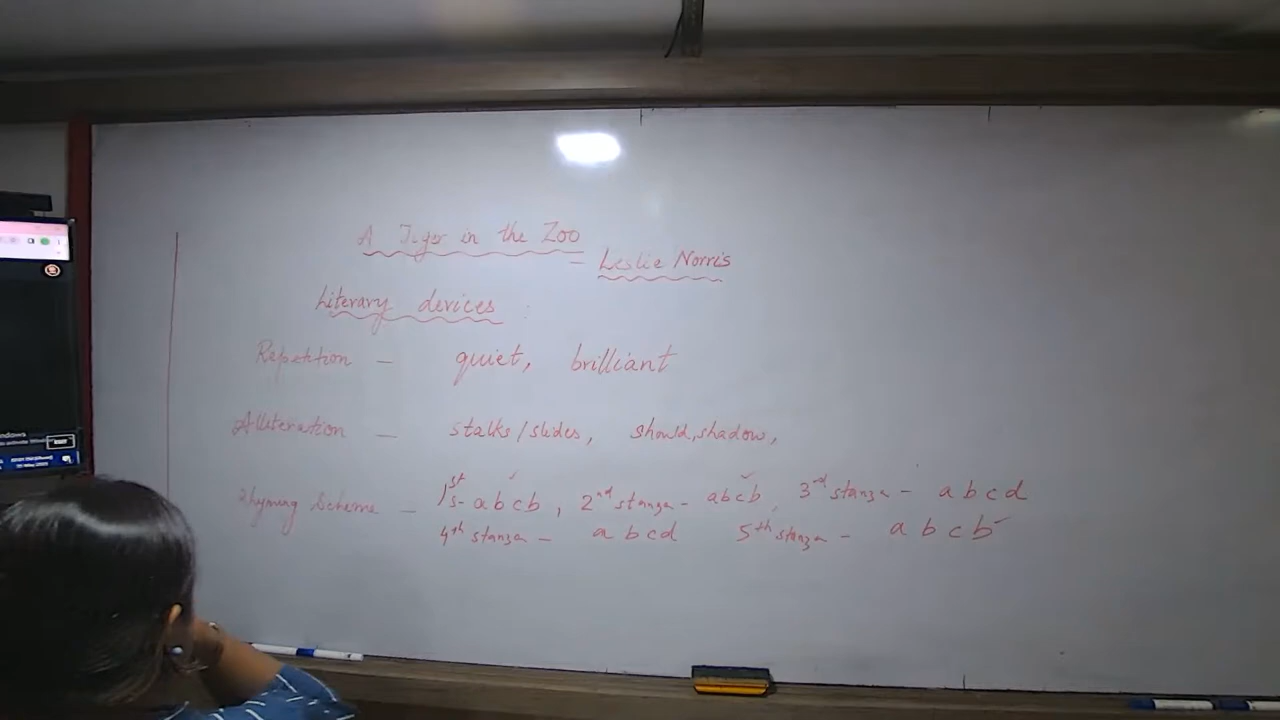 A Tiger in the Zoo
- Leslie Norris
Literary devices :
Repetition - quiet, brilliant
Alliteration - stalks/slides, should, shadow,
Rhyming Scheme - 1st s- abcb, 2nd stanza - abcb, 3rd stanza - abcd
4th stanza - abcd 5th stanza - abcb